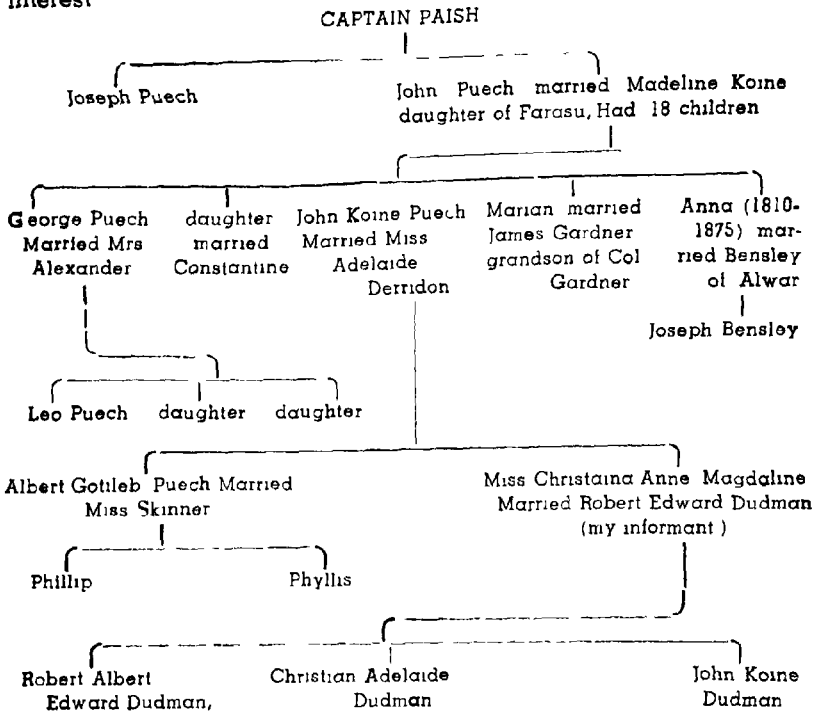 interest
CAPTAIN PAISH
Joseph Puech
John Puech married Madeline Koine
daughter of Farasu, Had 18 children
George Puech
Married Mrs
Alexander
daughter
married
Constantine
John Koine Puech
Married Miss
Adelaide
Derridon
Marian married
James Gardner
grandson of Col
Gardner
Anna (1810-
1875) mar-
ried Bensley
of Alwar
Joseph Bensley
Leo Puech
daughter
daughter
Albert Gotileb Puech Married
Miss Skinner
Miss Christaina Anne Magdaline
Married Robert Edward Dudman
(my informant)
Phillip
Phyllis
Robert Albert
Edward Dudman,
Christian Adelaide
Dudman
John Koine
Dudman